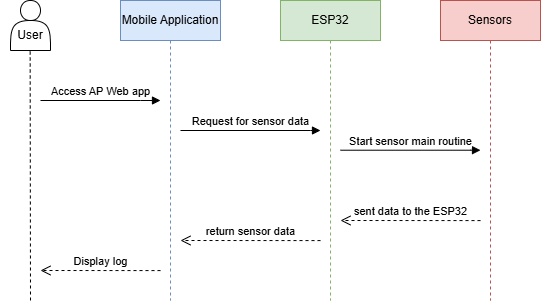 User
Mobile Application
ESP32
Sensors
Access AP Web app
Request for sensor data
Start sensor main routine
sent data to the ESP32
return sensor data
Display log